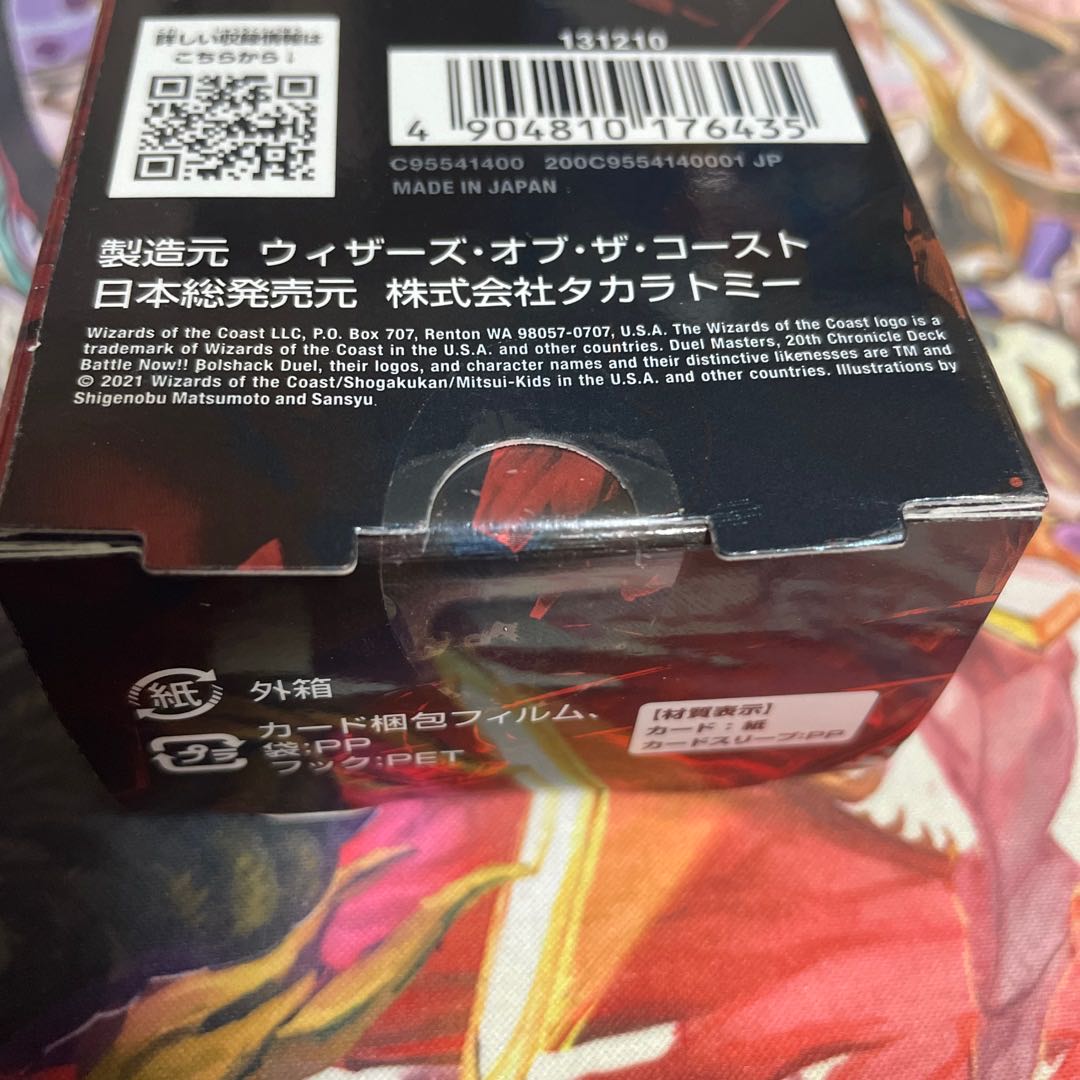 詳しい収録情報は
こちらから！
131210
4 904810 176435
C95541400 200C9554140001 JP
MADE IN JAPAN
製造元 ウィザーズ・オブ・ザ・コースト
日本総発売元 株式会社タカラトミー
Wizards of the Coast LLC, P.O. Box 707, Renton WA 98057-0707, U.S.A. The Wizards of the Coast logo is a
trademark of Wizards of the Coast in the U.S.A. and other countries. Duel Masters, 20th Chronicle Deck
Battle Now!! Bolshack Duel, their logos, and character names and their distinctive likenesses are TM and
© 2021 Wizards of the Coast/Shogakukan/Mitsui-Kids in the U.S.A. and other countries. Illustrations by
Shigenobu Matsumoto and Sansyu.
紙 外箱
カード梱包フィルム、
プラ 袋:PP
フック:PET
【材質表示】
カード：紙
カードスリーブ:PP